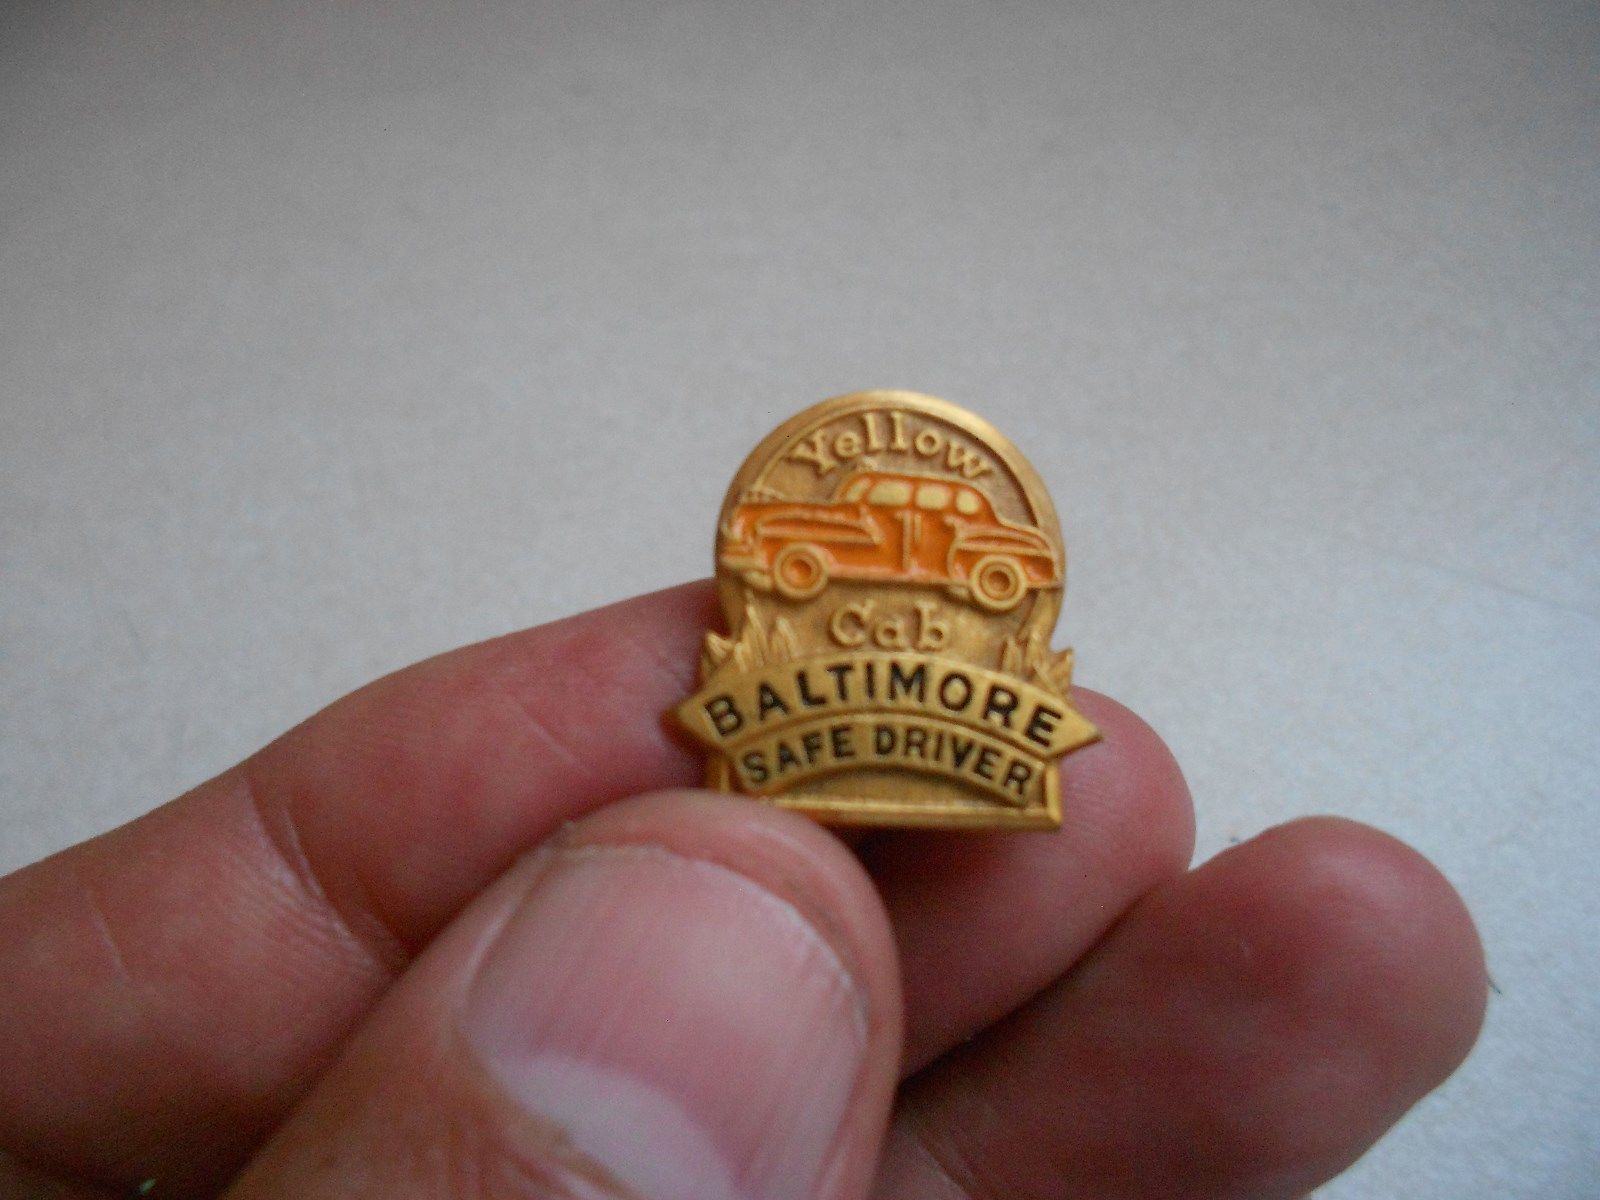 Yellow
Cab
BALTIMORE
SAFE DRIVER